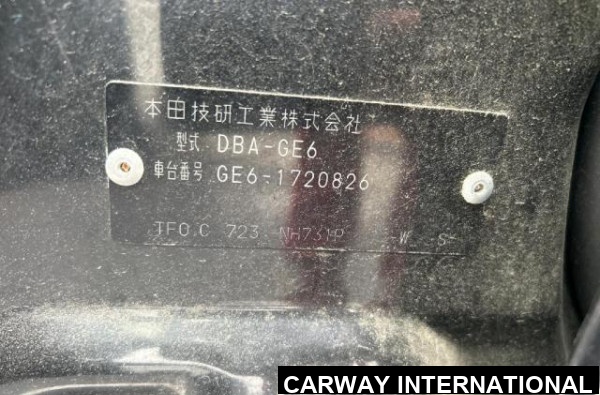 本田技研工業株式会社
型式 DBA-GE6
車台番号 GE6-1720826
TF0.C 723 NH731P W S
CARWAY INTERNATIONAL